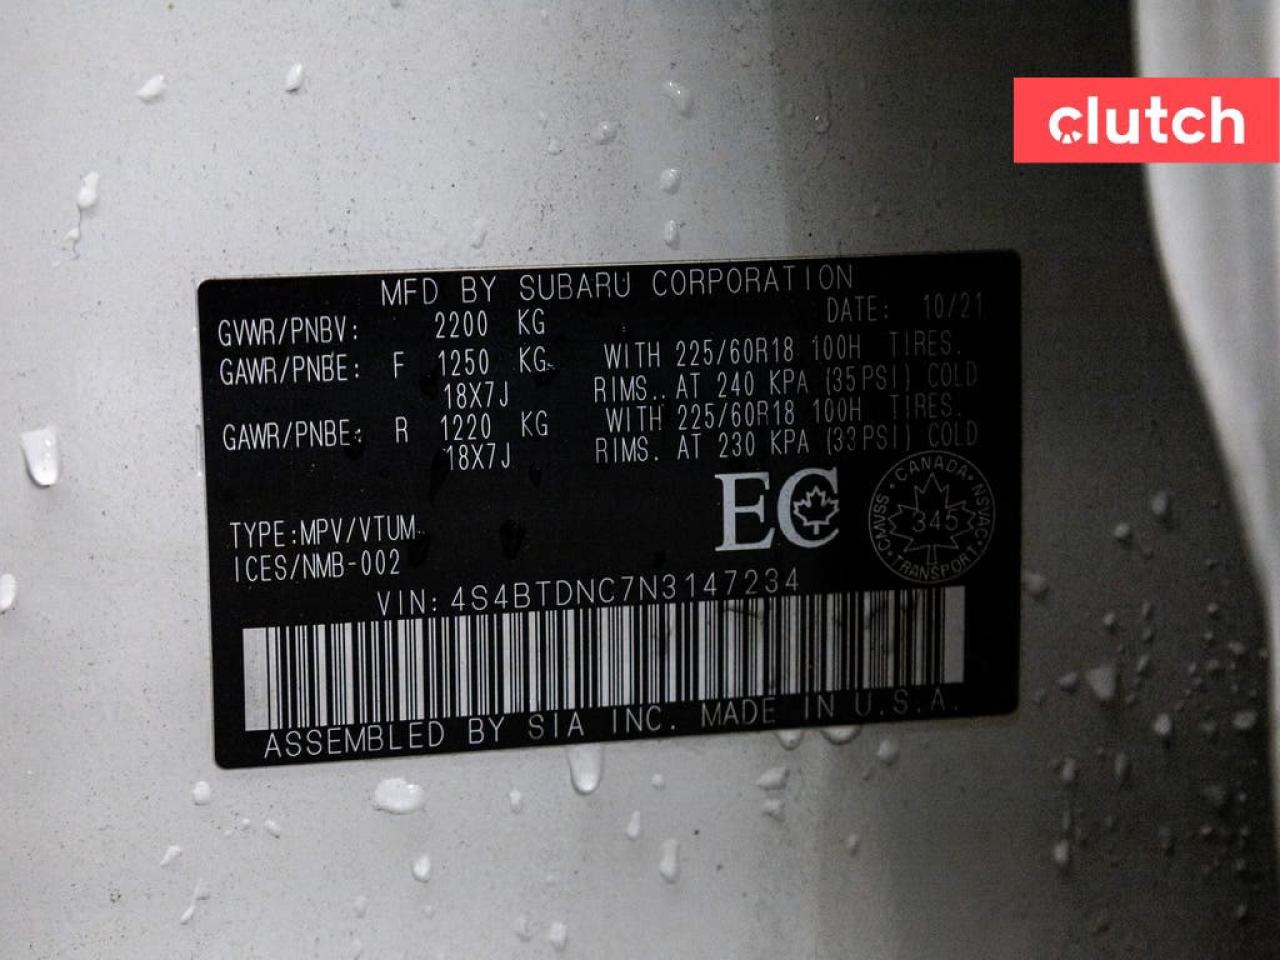 clutch
MFD BY SUBARU CORPORATION
DATE: 10/21
GVWR/PNBV: 2200 KG
GAWR/PNBE: F 1250 KG WITH 225/60R18 100H TIRES.
18X7J RIMS.. AT 240 KPA (35PSI) COLD
GAWR/PNBE: R 1220 KG WITH 225/60R18 100H TIRES.
18X7J RIMS. AT 230 KPA (33PSI) COLD
EC
CANADA
NSVAC
345
CMVSS
TRANSPORT
TYPE:MPV/VTUM
ICES/NMB-002
VIN: 4S4BTDNC7N3147234
ASSEMBLED BY SIA INC. MADE IN U.S.A.